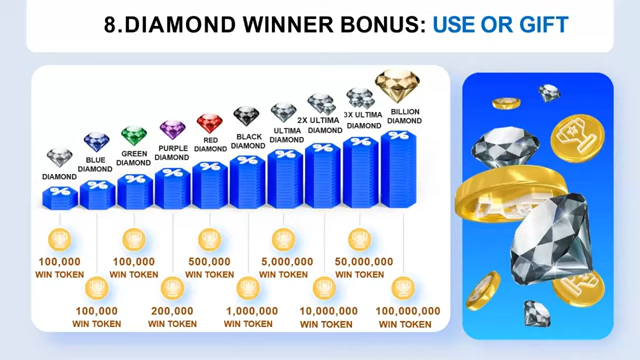 8.DIAMOND WINNER BONUS: USE OR GIFT
DIAMOND
BLUE
DIAMOND
GREEN
DIAMOND
PURPLE
DIAMOND
RED
DIAMOND
BLACK
DIAMOND
ULTIMA
DIAMOND
2X ULTIMA
DIAMOND
3X ULTIMA
DIAMOND
BILLION
DIAMOND
100,000
WIN TOKEN
100,000
WIN TOKEN
100,000
WIN TOKEN
200,000
WIN TOKEN
500,000
WIN TOKEN
1,000,000
WIN TOKEN
5,000,000
WIN TOKEN
10,000,000
WIN TOKEN
50,000,000
WIN TOKEN
100,000,000
WIN TOKEN